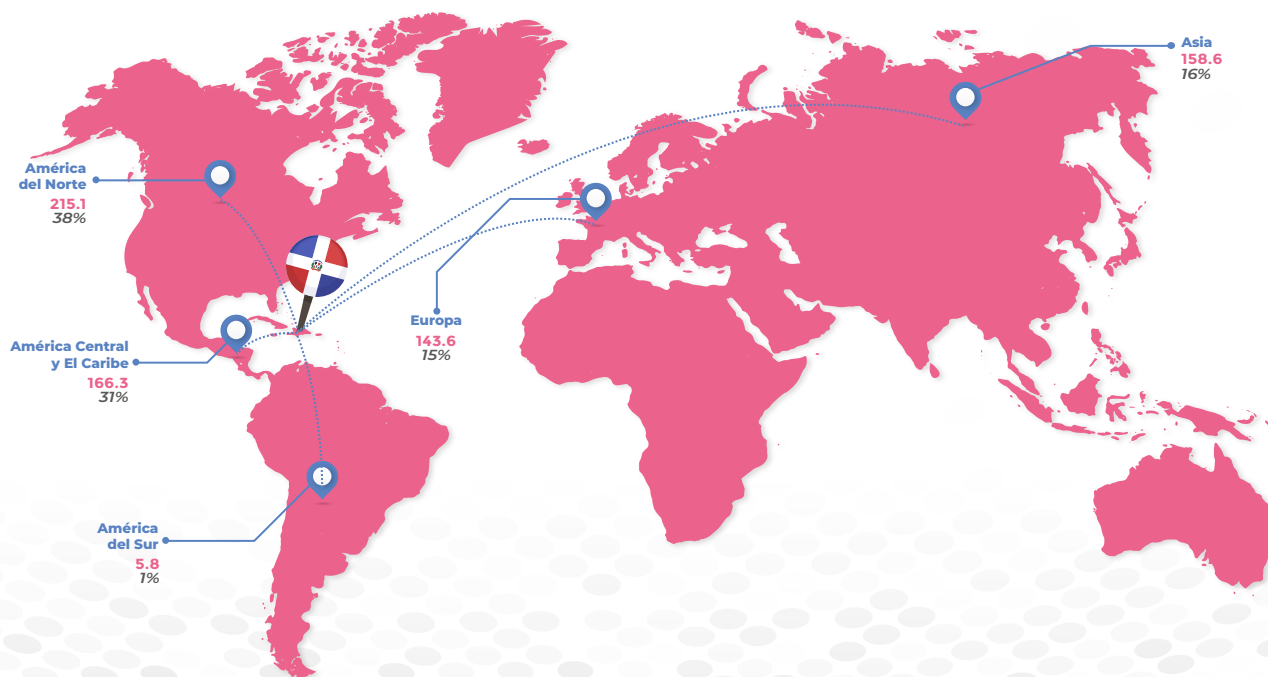 Asia
158.6
16%
América
del Norte
215.1
38%
Europa
143.6
15%
América Central
y El Caribe
166.3
31%
América
del Sur
5.8
1%